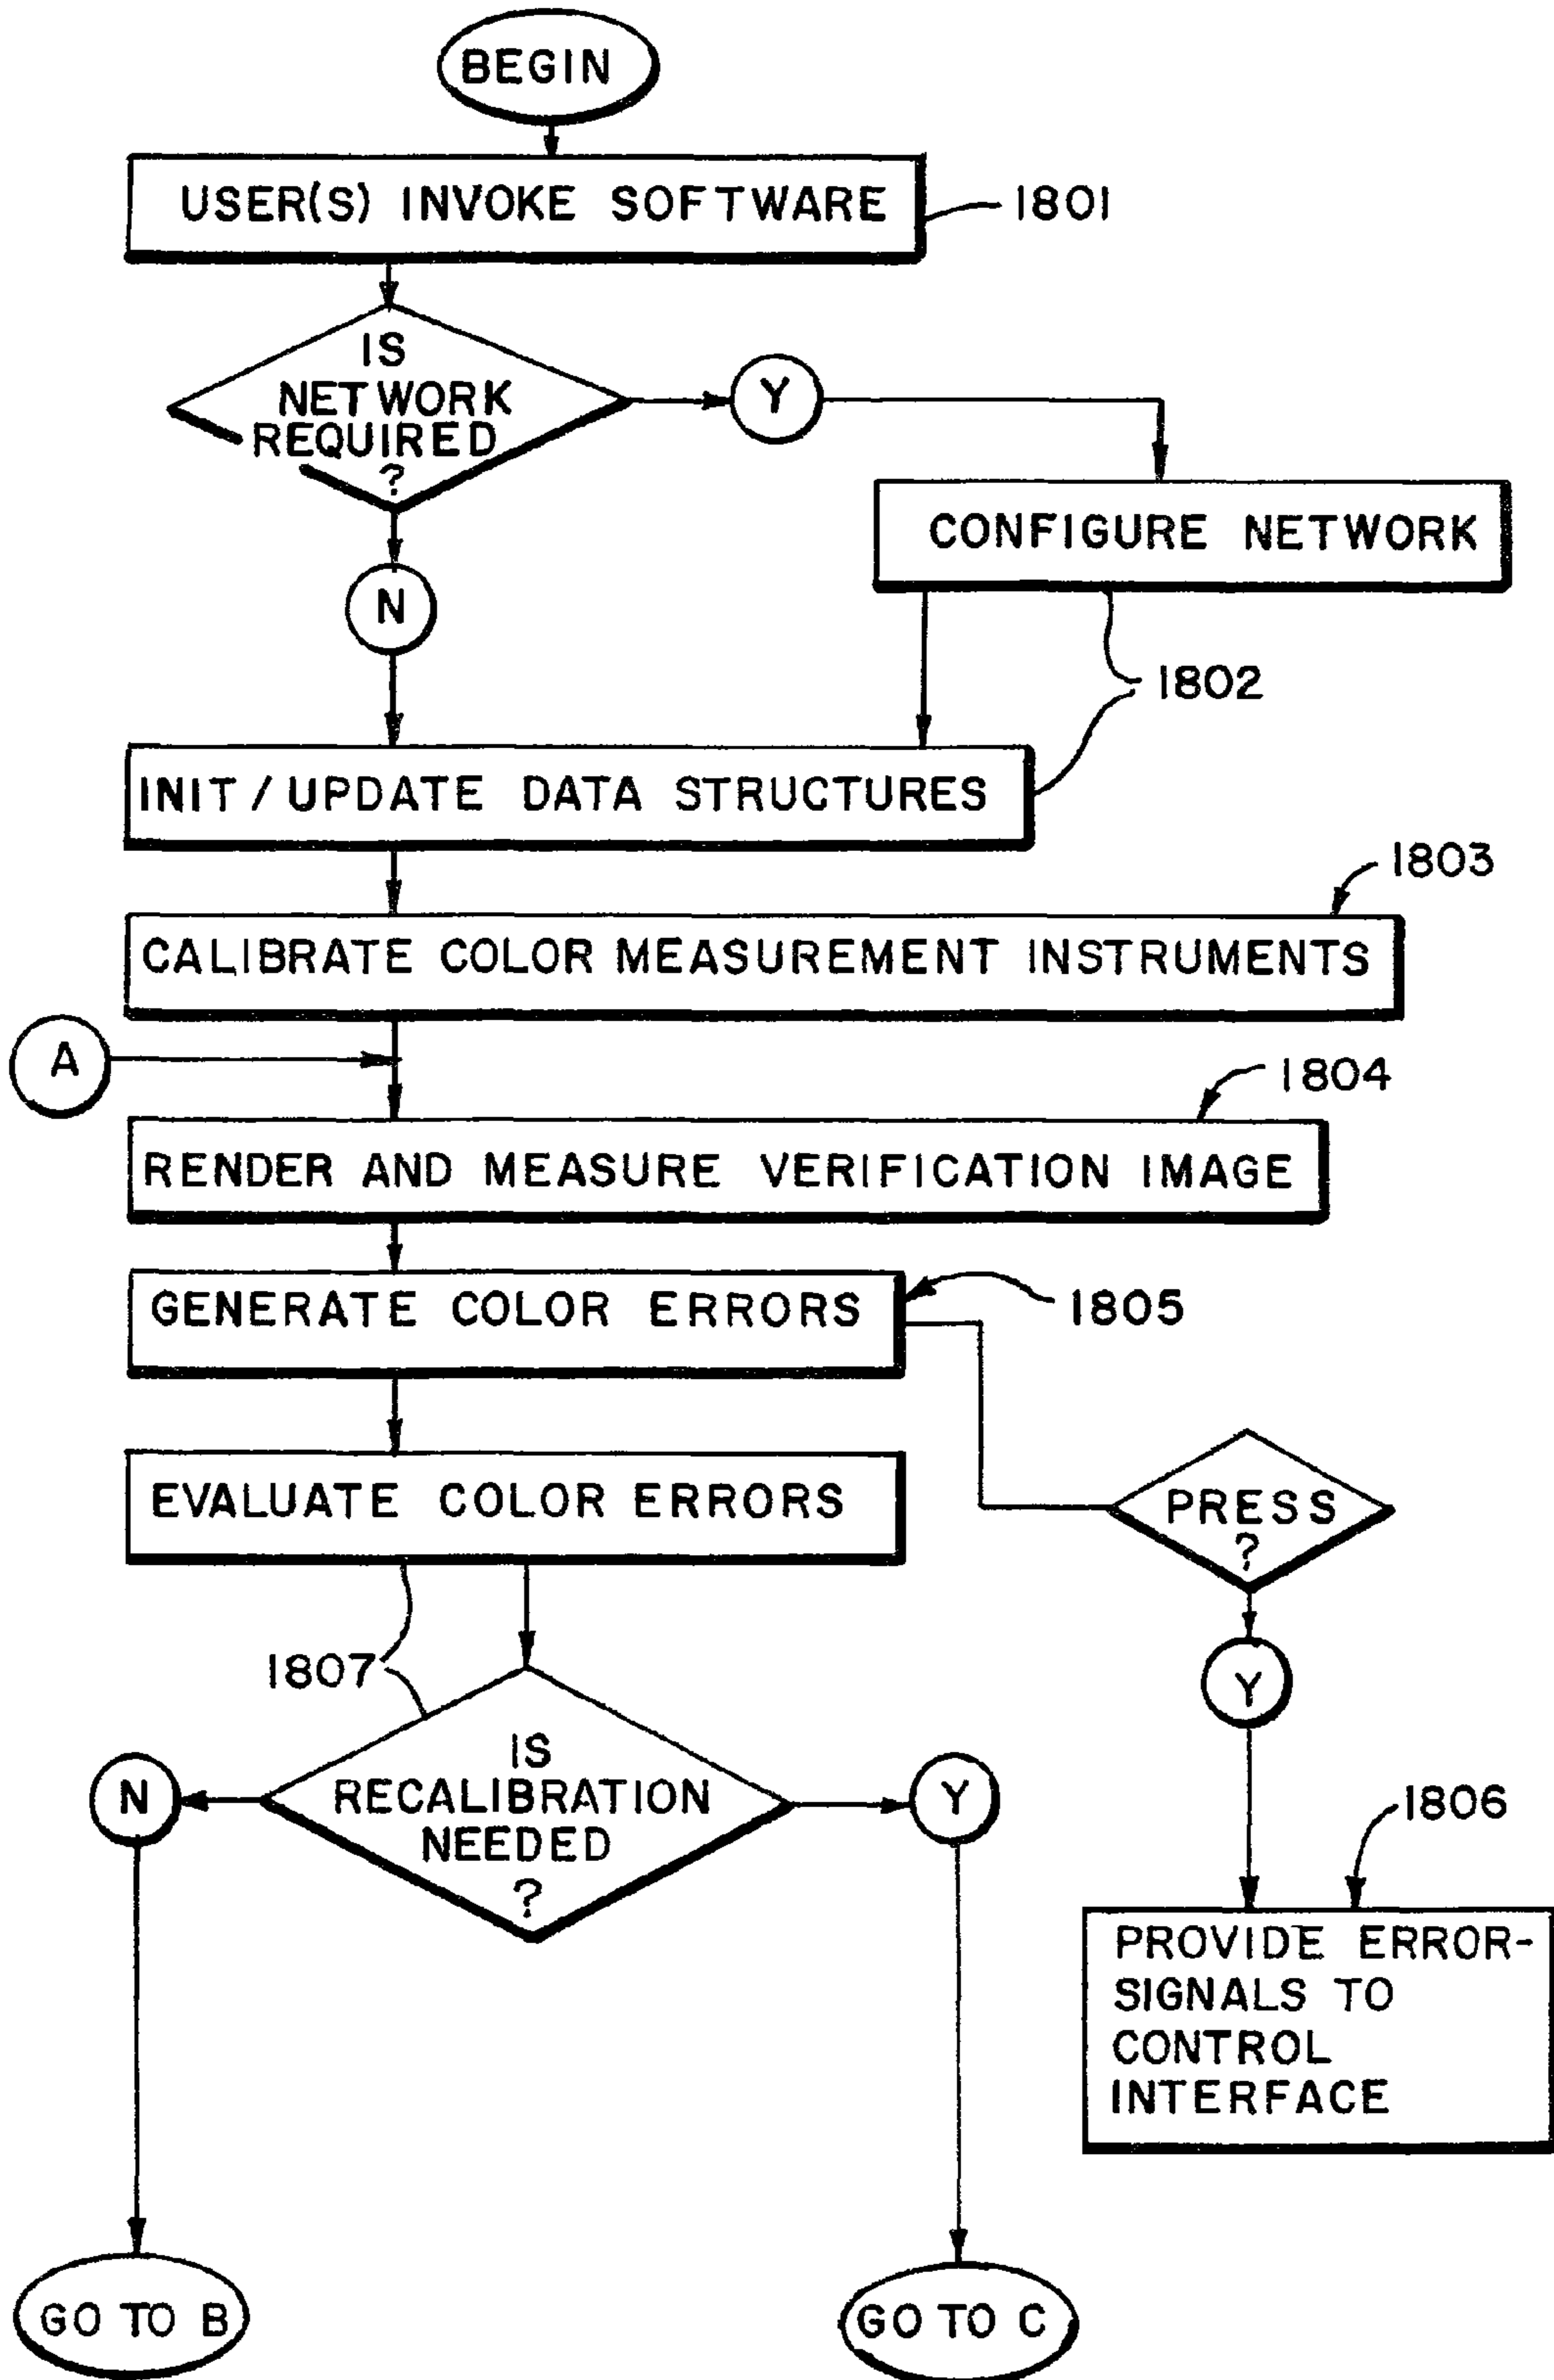 BEGIN
USER(S) INVOKE SOFTWARE
1801
IS
NETWORK
REQUIRED
?
Y
CONFIGURE NETWORK
N
1802
INIT / UPDATE DATA STRUCTURES
1803
CALIBRATE COLOR MEASUREMENT INSTRUMENTS
A
1804
RENDER AND MEASURE VERIFICATION IMAGE
GENERATE COLOR ERRORS
1805
EVALUATE COLOR ERRORS
PRESS
?
1807
Y
IS
RECALIBRATION
NEEDED
?
N
Y
1806
PROVIDE ERROR-
SIGNALS TO
CONTROL
INTERFACE
GO TO B
GO TO C